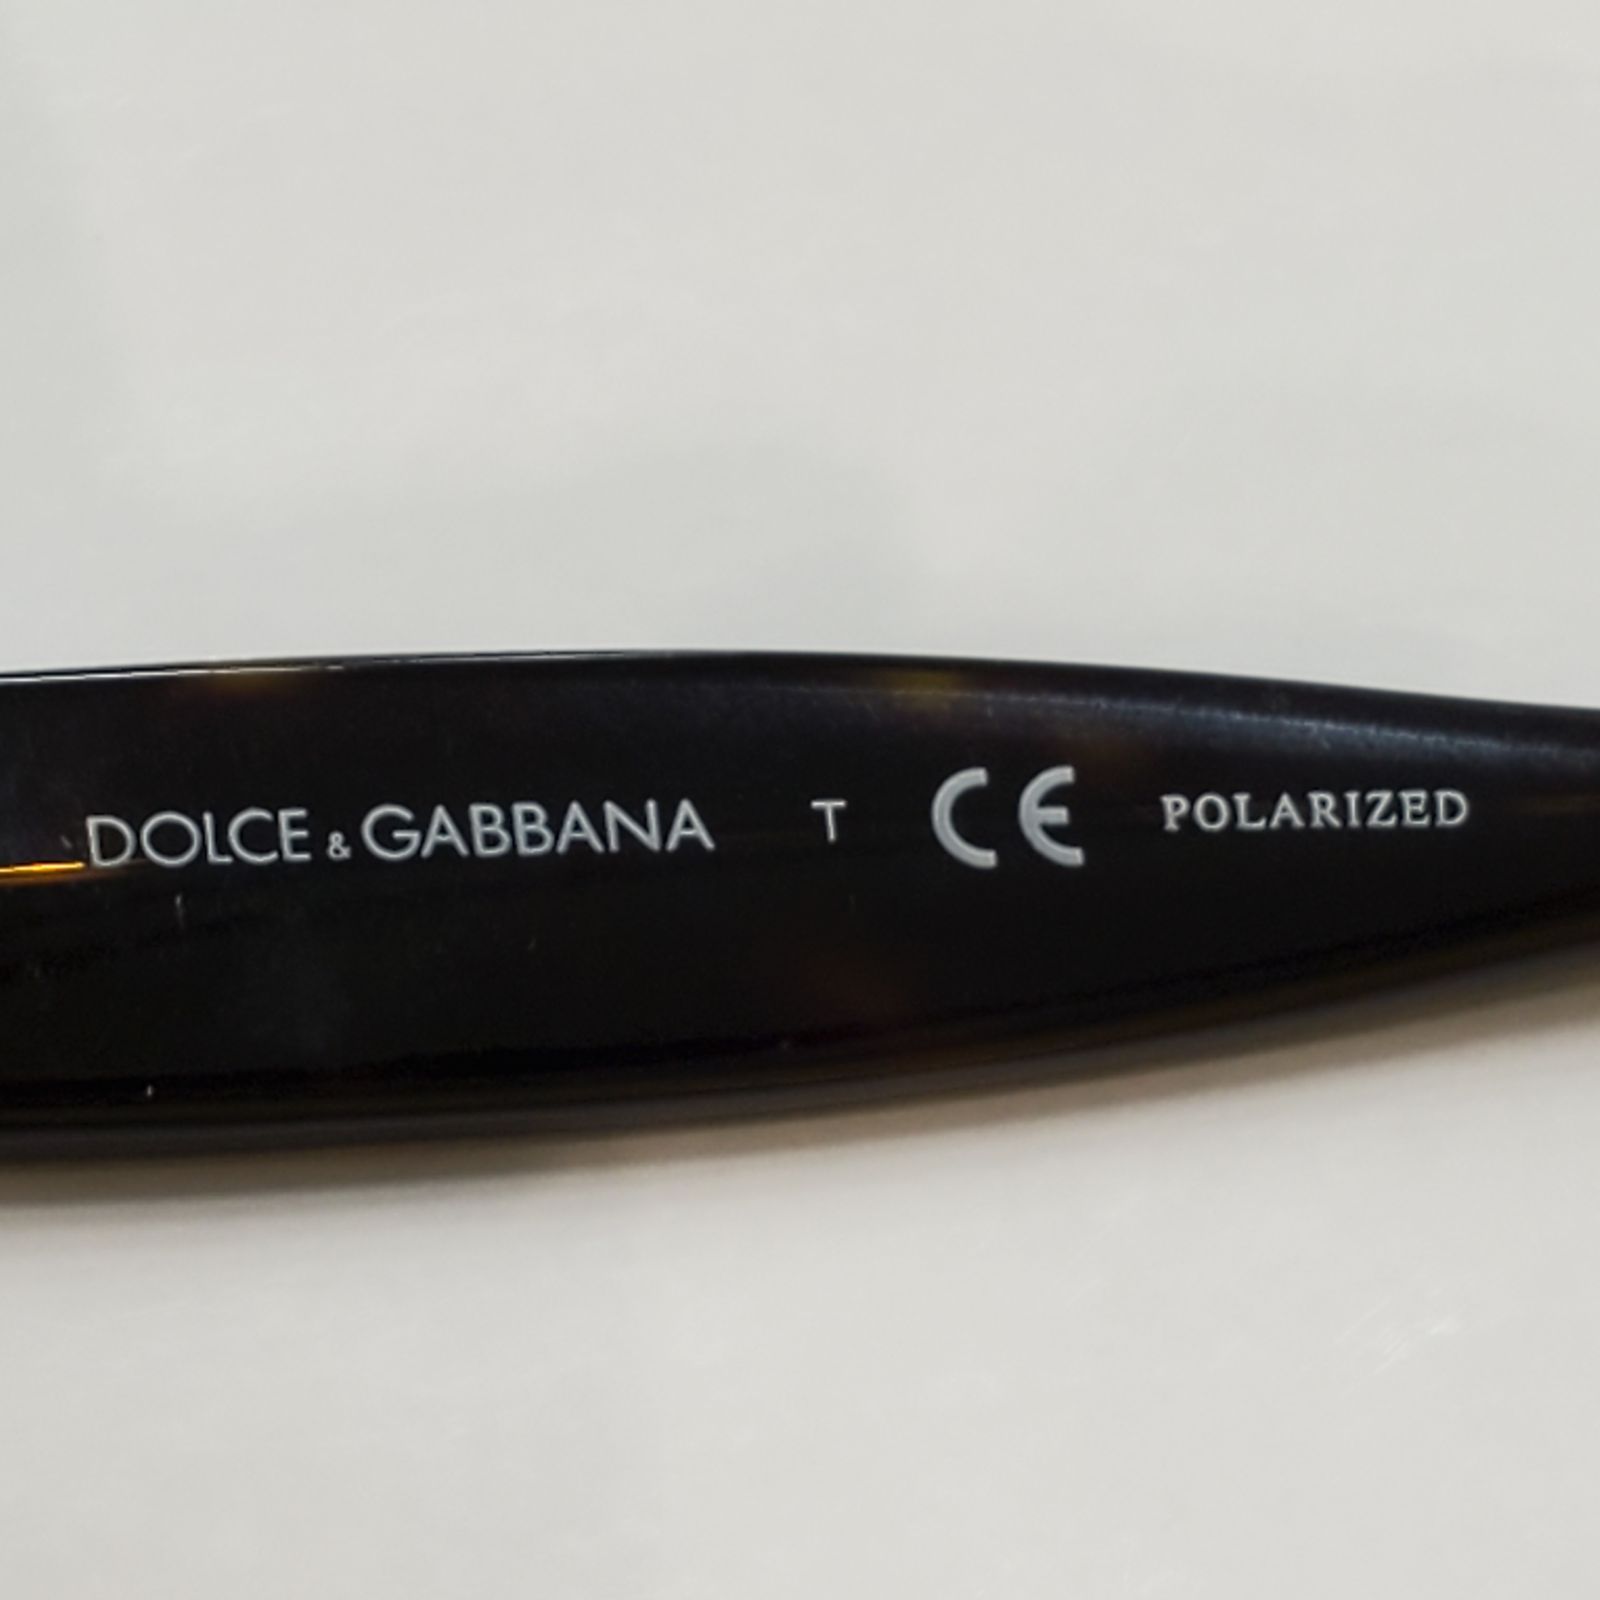 DOLCE & GABBANA T CE POLARIZED